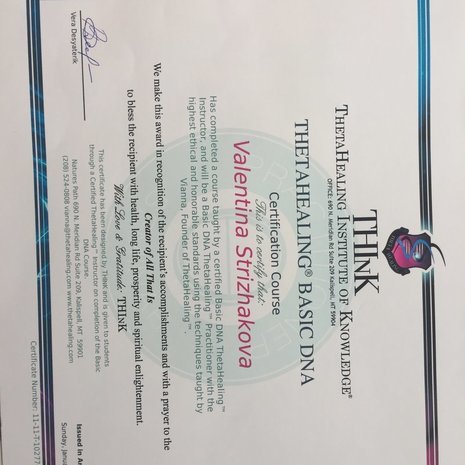 THInK
THETAHEALING INSTITUTE OF KNOWLEDGE®
OFFICE: 690 N. Meridian Rd Suite 209 Kalispell, MT 59904
THETAHEALING® BASIC DNA
Certification Course
This is to certify that:
Valentina Strizhakova
Has completed a course taught by a certified Basic DNA ThetaHealing™
Instructor, and will be a Basic DNA ThetaHealing™ Practitioner with the
highest ethical and honorable standards using the techniques taught by
Vianna, Founder of ThetaHealing™.
We make this award in recognition of the recipient's accomplishments and with a prayer to the
Creator of All That Is
to bless the recipient with health, long life, prosperity and spiritual enlightenment.
With Love & Gratitude: THInK
Vera Desyaterik
This certificate has been designed by THInK and is given to students
through a Certified ThetaHealing® Instructor on completion of the Basic
DNA Course.
Natures Path 690 N. Meridian Rd Suite 209, Kalispell, MT 59901
(208) 524-0808 vianna@thetahealing.com www.thetahealing.com
Issued in
Sunday,
Certificate Number: 11-11-T-10277